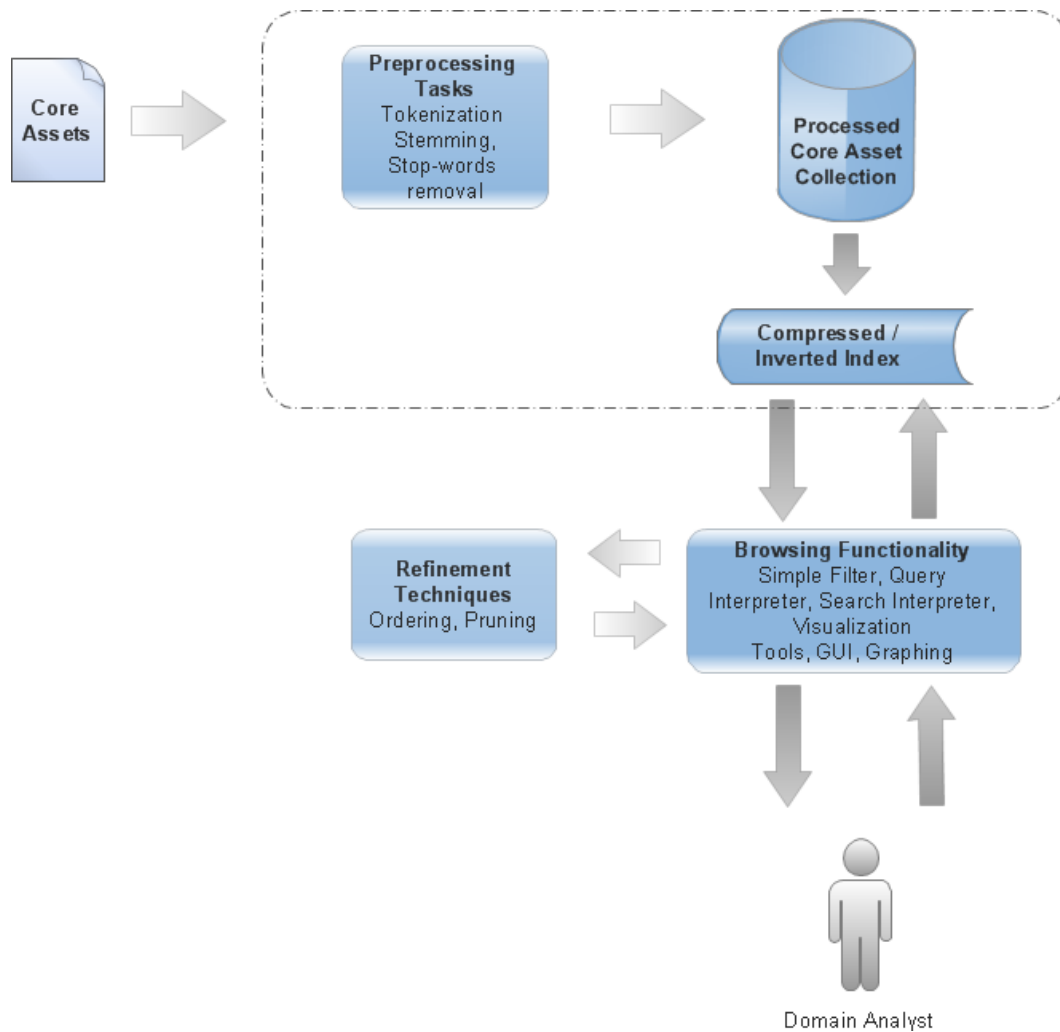 Core
Assets
Preprocessing
Tasks
Tokenization
Stemming,
Stop-words
removal
Processed
Core Asset
Collection
Compressed /
Inverted Index
Refinement
Techniques
Ordering, Pruning
Browsing Functionality
Simple Filter, Query
Interpreter, Search Interpreter,
Visualization
Tools, GUI, Graphing
Domain Analyst